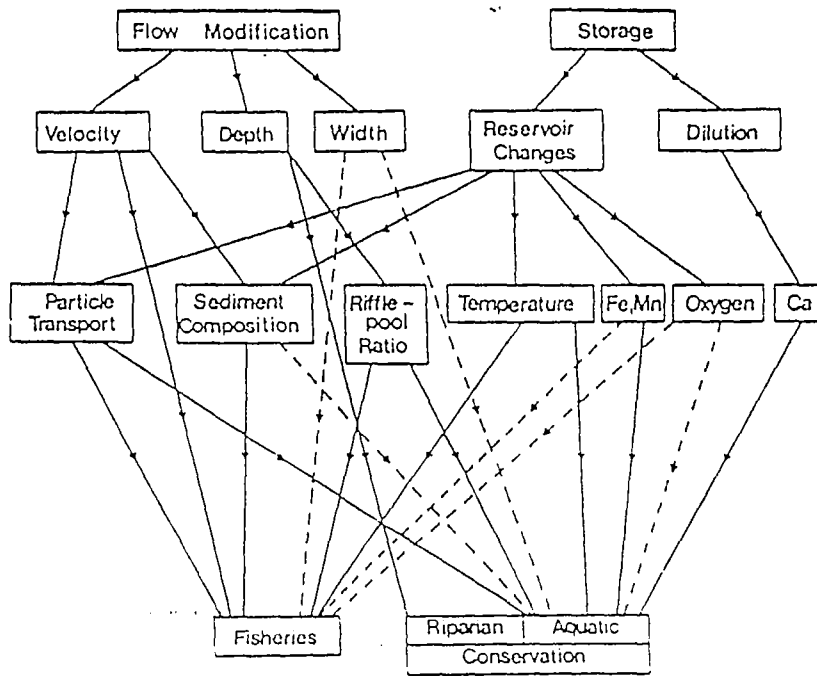 Flow Modification
Storage
Velocity
Depth
Width
Reservoir
Changes
Dilution
Particle
Transport
Sediment
Composition
Riffle -
pool
Ratio
Temperature
Fe,Mn
Oxygen
Ca
Fisheries
Riparian
Aquatic
Conservation